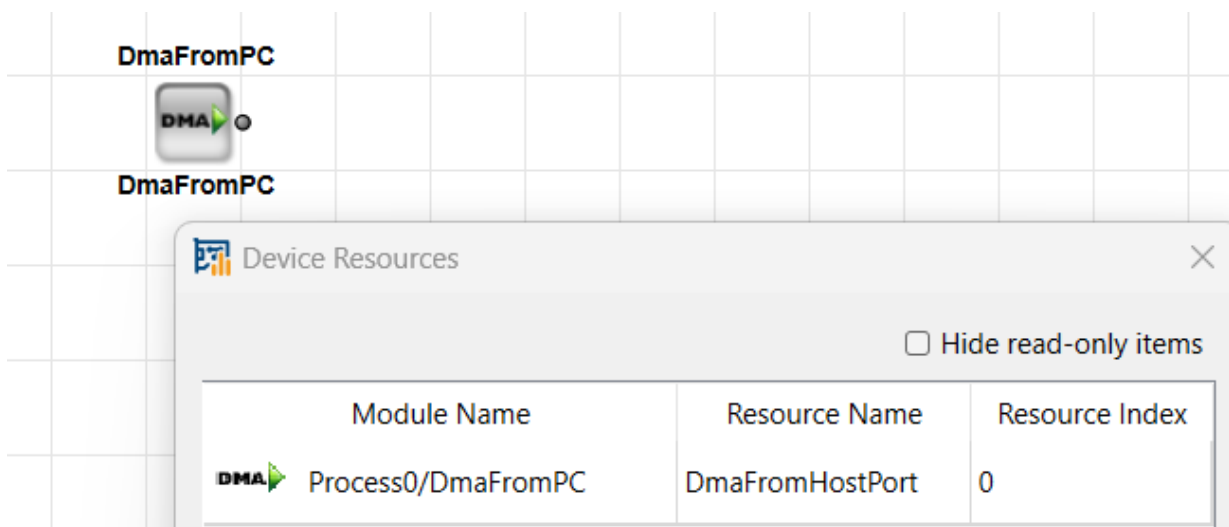 DmaFromPC
DMA
DmaFromPC
Device Resources
Hide read-only items
Module Name Resource Name Resource Index
DMA Process0/DmaFromPC DmaFromHostPort 0